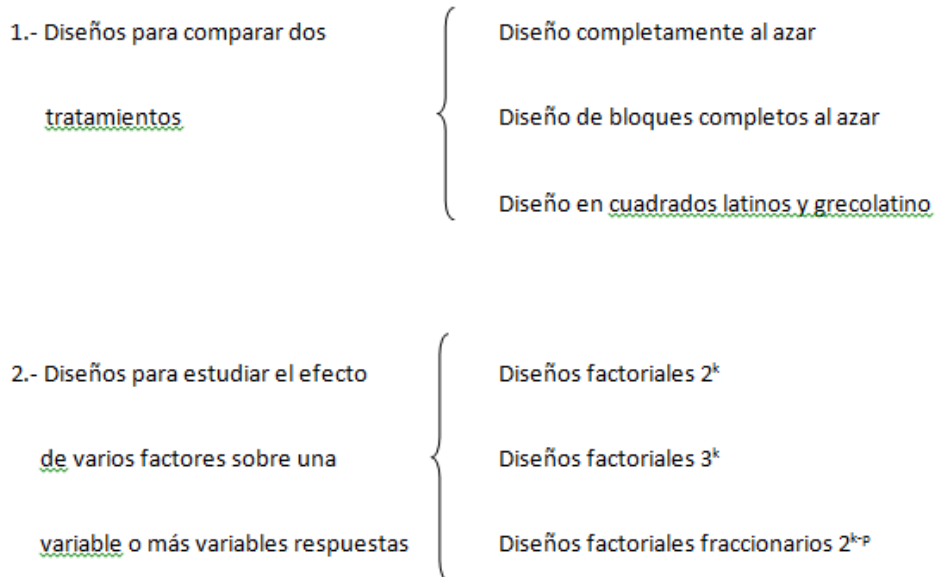 1.- Diseños para comparar dos
tratamientos
Diseño completamente al azar
Diseño de bloques completos al azar
Diseño en cuadrados latinos y grecolatino
2.- Diseños para estudiar el efecto
de varios factores sobre una
variable o más variables respuestas
Diseños factoriales 2ᵏ
Diseños factoriales 3ᵏ
Diseños factoriales fraccionarios 2ᵏ⁻ᵖ